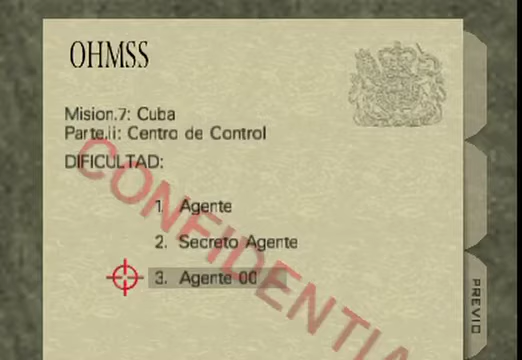 OHMSS
Mision.7: Cuba
Parte.ii: Centro de Control
DIFICULTAD:
1. Agente
2. Secreto Agente
3. Agente 00
CONFIDENTIA
PREVIO